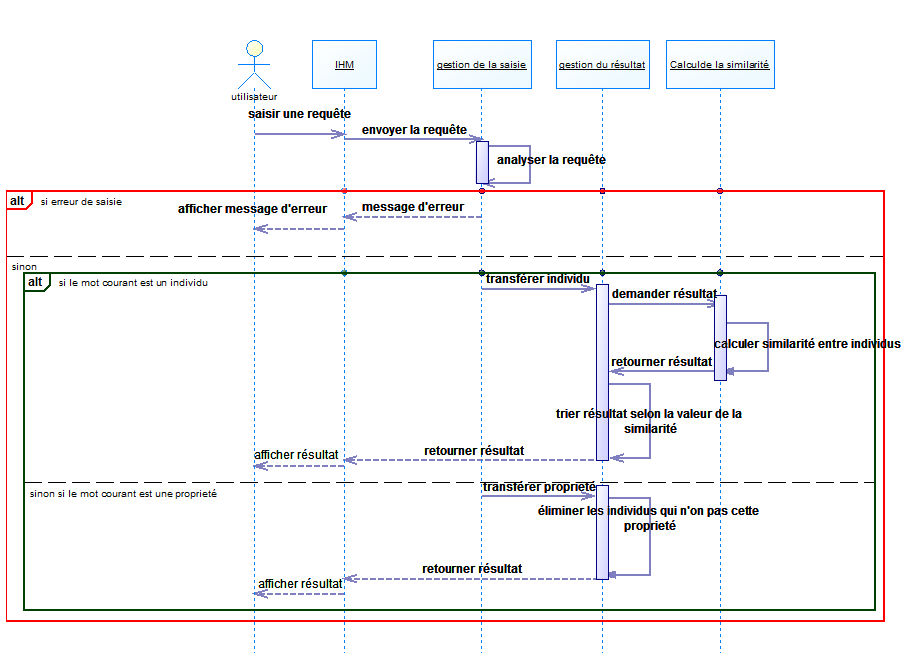 utilisateur
IHM
gestion de la saisie
gestion du résultat
Calculde la similarité
saisir une requête
envoyer la requête
analyser la requête
alt
si erreur de saisie
afficher message d'erreur
message d'erreur
sinon
alt
si le mot courant est un individu
transférer individu
demander résultat
calculer similarité entre individus
retourner résultat
trier résultat selon la valeur de la
similarité
retourner résultat
afficher résultat
sinon si le mot courant est une proprieté
transférer propriété
éliminer les individus qui n'on pas cette
proprieté
retourner résultat
afficher résultat